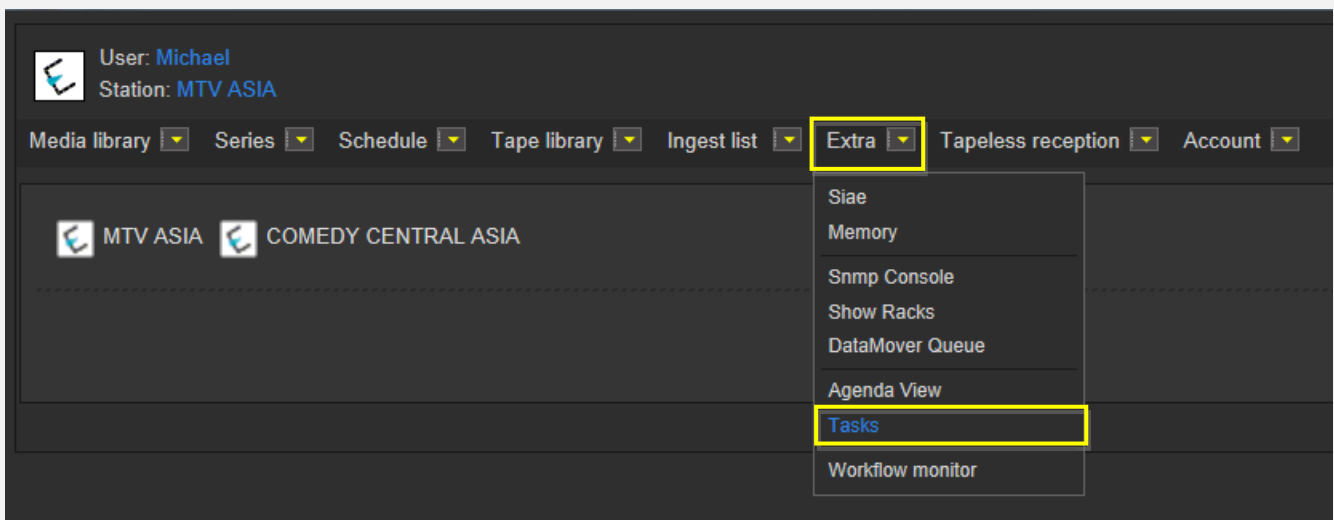 User: Michael
Station: MTV ASIA
Media library Series Schedule Tape library Ingest list Extra Tapeless reception Account
MTV ASIA COMEDY CENTRAL ASIA
Siae
Memory
Snmp Console
Show Racks
DataMover Queue
Agenda View
Tasks
Workflow monitor